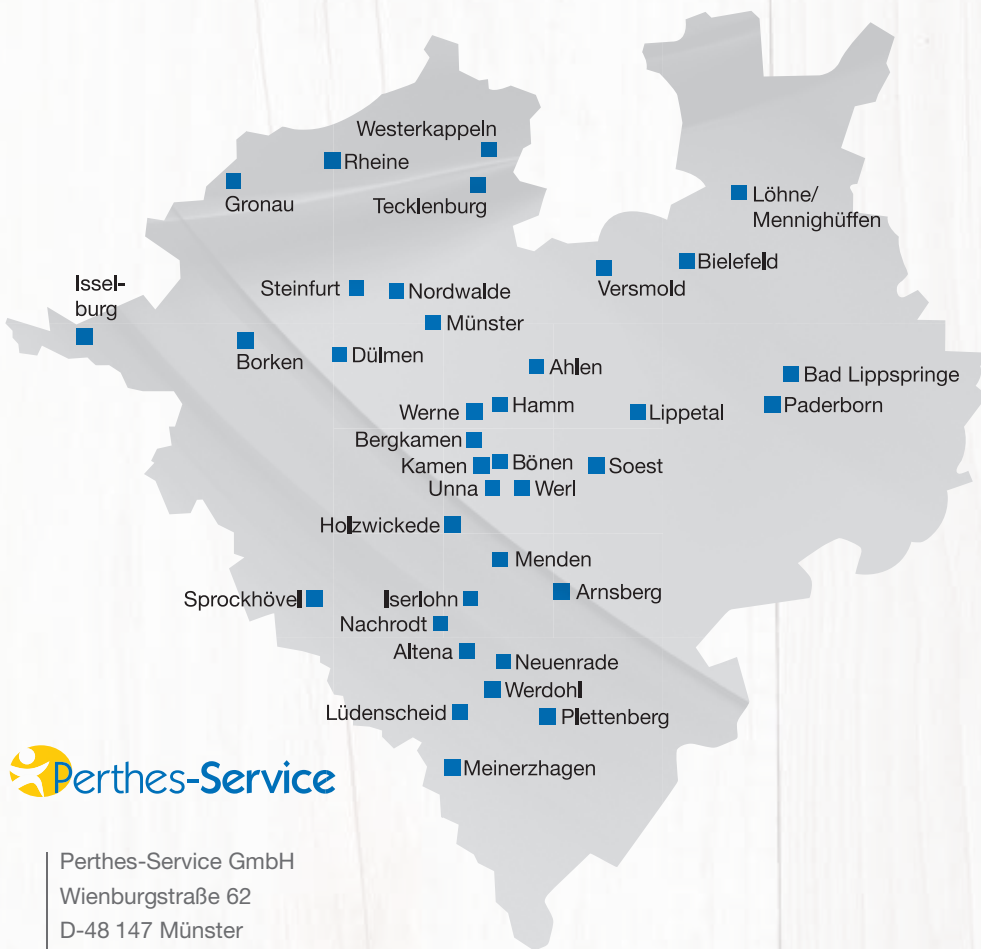 Westerkappeln
Rheine
Gronau
Tecklenburg
Löhne/
Mennighüffen
Bielefeld
Versmold
Issel-
burg
Steinfurt
Nordwalde
Münster
Borken
Dülmen
Ahlen
Bad Lippspringe
Werne
Hamm
Lippetal
Paderborn
Bergkamen
Kamen
Bönen
Soest
Unna
Werl
Holzwickede
Menden
Sprockhövel
Iserlohn
Arnsberg
Nachrodt
Altena
Neuenrade
Werdohl
Lüdenscheid
Plettenberg
Meinerzhagen
Perthes-Service
Perthes-Service GmbH
Wienburgstraße 62
D-48 147 Münster